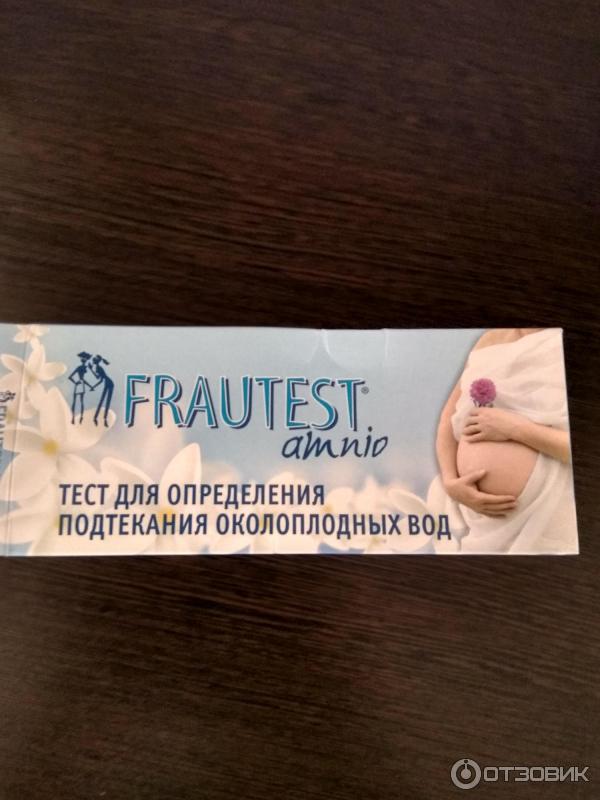 FRAUTEST®
amnio
ТЕСТ ДЛЯ ОПРЕДЕЛЕНИЯ
ПОДТЕКАНИЯ ОКОЛОПЛОДНЫХ ВОД
ОТЗОВИК